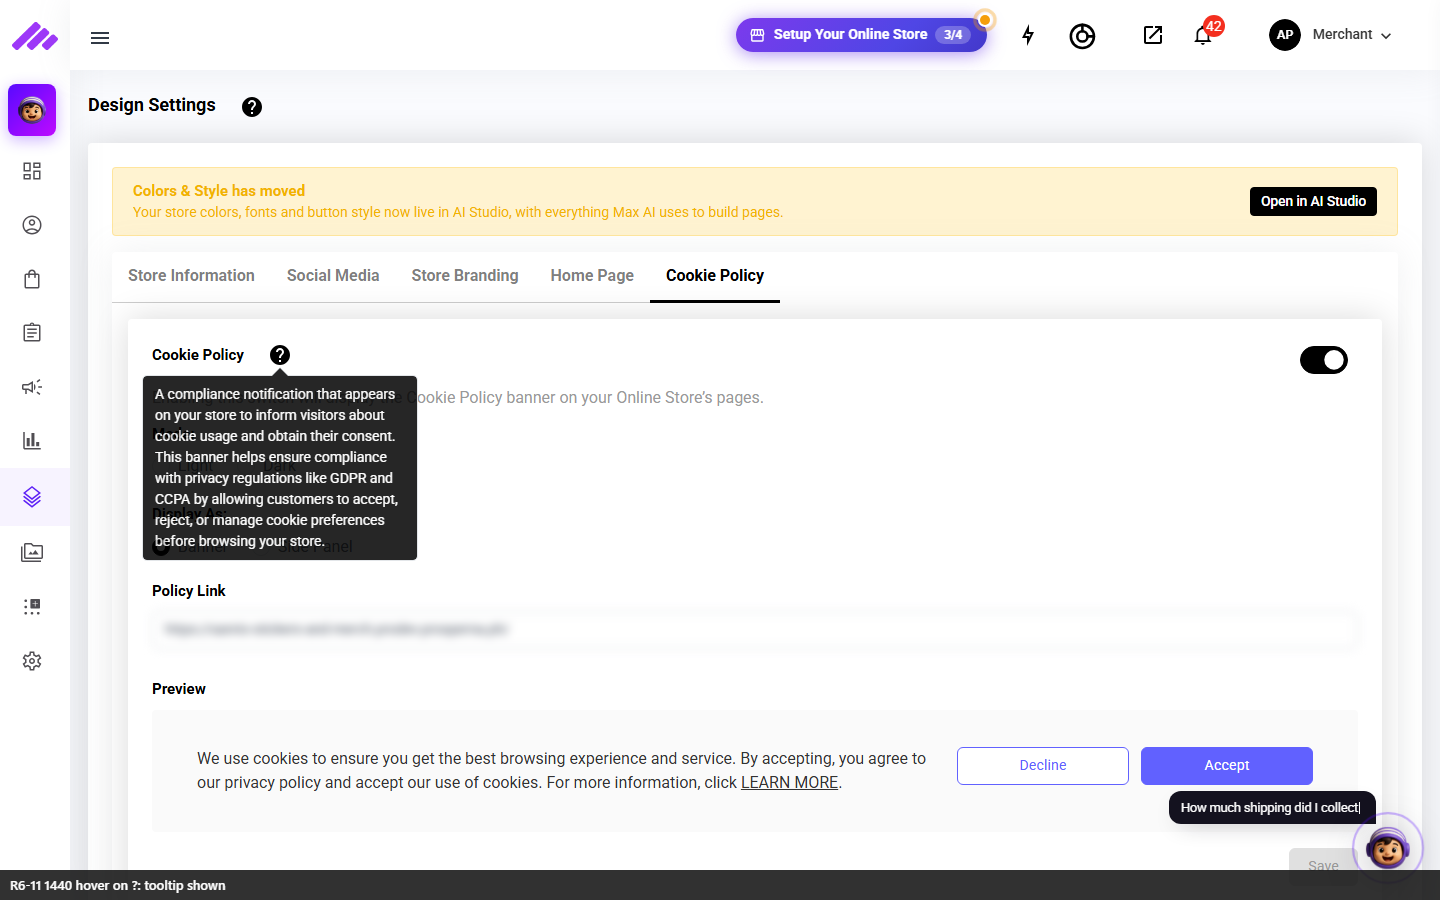 Setup Your Online Store 3/4
42
AP
Merchant
Design Settings
Colors & Style has moved
Your store colors, fonts and button style now live in AI Studio, with everything Max AI uses to build pages.
Open in AI Studio
Store Information
Social Media
Store Branding
Home Page
Cookie Policy
Cookie Policy
A compliance notification that appears
on your store to inform visitors about
cookie usage and obtain their consent.
This banner helps ensure compliance
with privacy regulations like GDPR and
CCPA by allowing customers to accept,
reject, or manage cookie preferences
before browsing your store.
Cookie Policy banner on your Online Store's pages.
Light
Dark
Display As:
Banner
Side Panel
Policy Link
Preview
We use cookies to ensure you get the best browsing experience and service. By accepting, you agree to
our privacy policy and accept our use of cookies. For more information, click LEARN MORE.
Decline
Accept
How much shipping did I collect
Save
R6-11 1440 hover on ?: tooltip shown